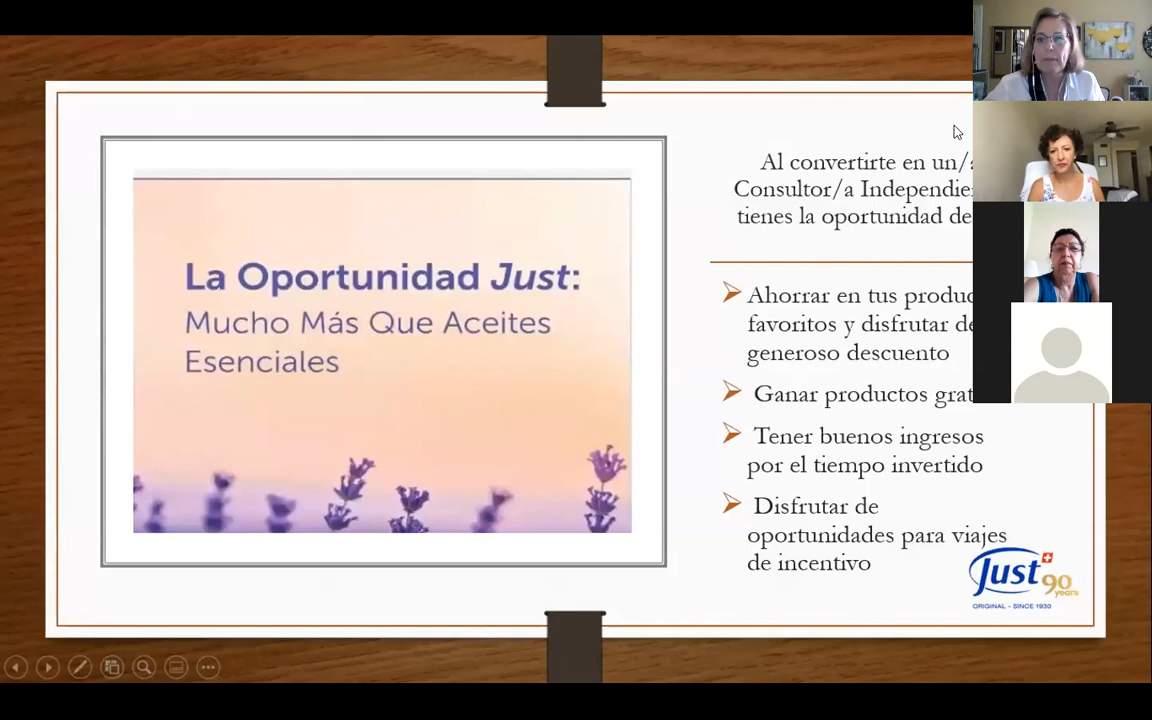 La Oportunidad Just:
Mucho Más Que Aceites
Esenciales
Al convertirte en un/
Consultor/a
tienes la oportunidad de
Ahorrar en tus
favoritos y disfrutar de
generoso descuento
Ganar productos
Tener buenos ingresos
por el tiempo invertido
Disfrutar de
oportunidades para viajes
de incentivo
Just
90
years
ORIGINAL - SINCE 1930